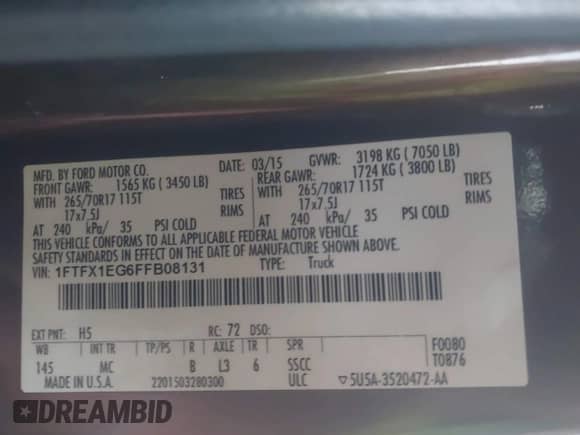 MFD. BY FORD MOTOR CO. DATE: 03/15 GVWR: 3198 KG ( 7050 LB)
FRONT GAWR: 1565 KG ( 3450 LB) REAR GAWR: 1724 KG ( 3800 LB)
WITH 265/70R17 115T TIRES WITH 265/70R17 115T TIRES
17x7.5J RIMS 17x7.5J RIMS
AT 240 kPa/ 35 PSI COLD AT 240 kPa/ 35 PSI COLD
THIS VEHICLE CONFORMS TO ALL APPLICABLE FEDERAL MOTOR VEHICLE
SAFETY STANDARDS IN EFFECT ON THE DATE OF MANUFACTURE SHOWN ABOVE.
VIN: 1FTFX1EG6FFB08131 TYPE: Truck
EXT PNT: H5 RC: 72 DSO:
WB INT TR TP/PS R AXLE TR SPR F0080
145 MC B L3 6 SSCC T0876
MADE IN U.S.A. 2201503280300 ULC ▽5U5A-3520472-AA
DREAMBID